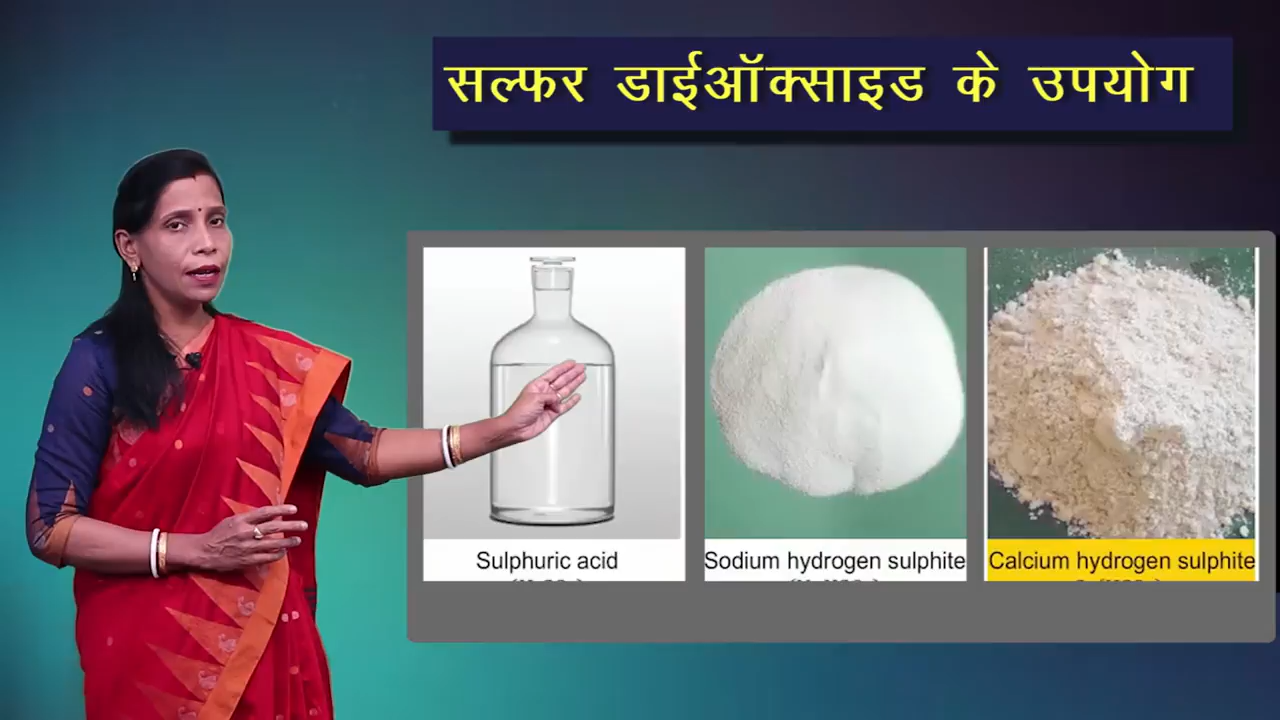 सल्फर डाईऑक्साइड के उपयोग
Sulphuric acid
Sodium hydrogen sulphite
Calcium hydrogen sulphite